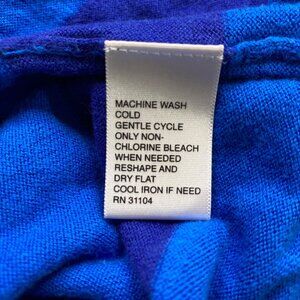 MACHINE WASH
COLD
GENTLE CYCLE
ONLY NON-
CHLORINE BLEACH
WHEN NEEDED
RESHAPE AND
DRY FLAT
COOL IRON IF NEED
RN 31104